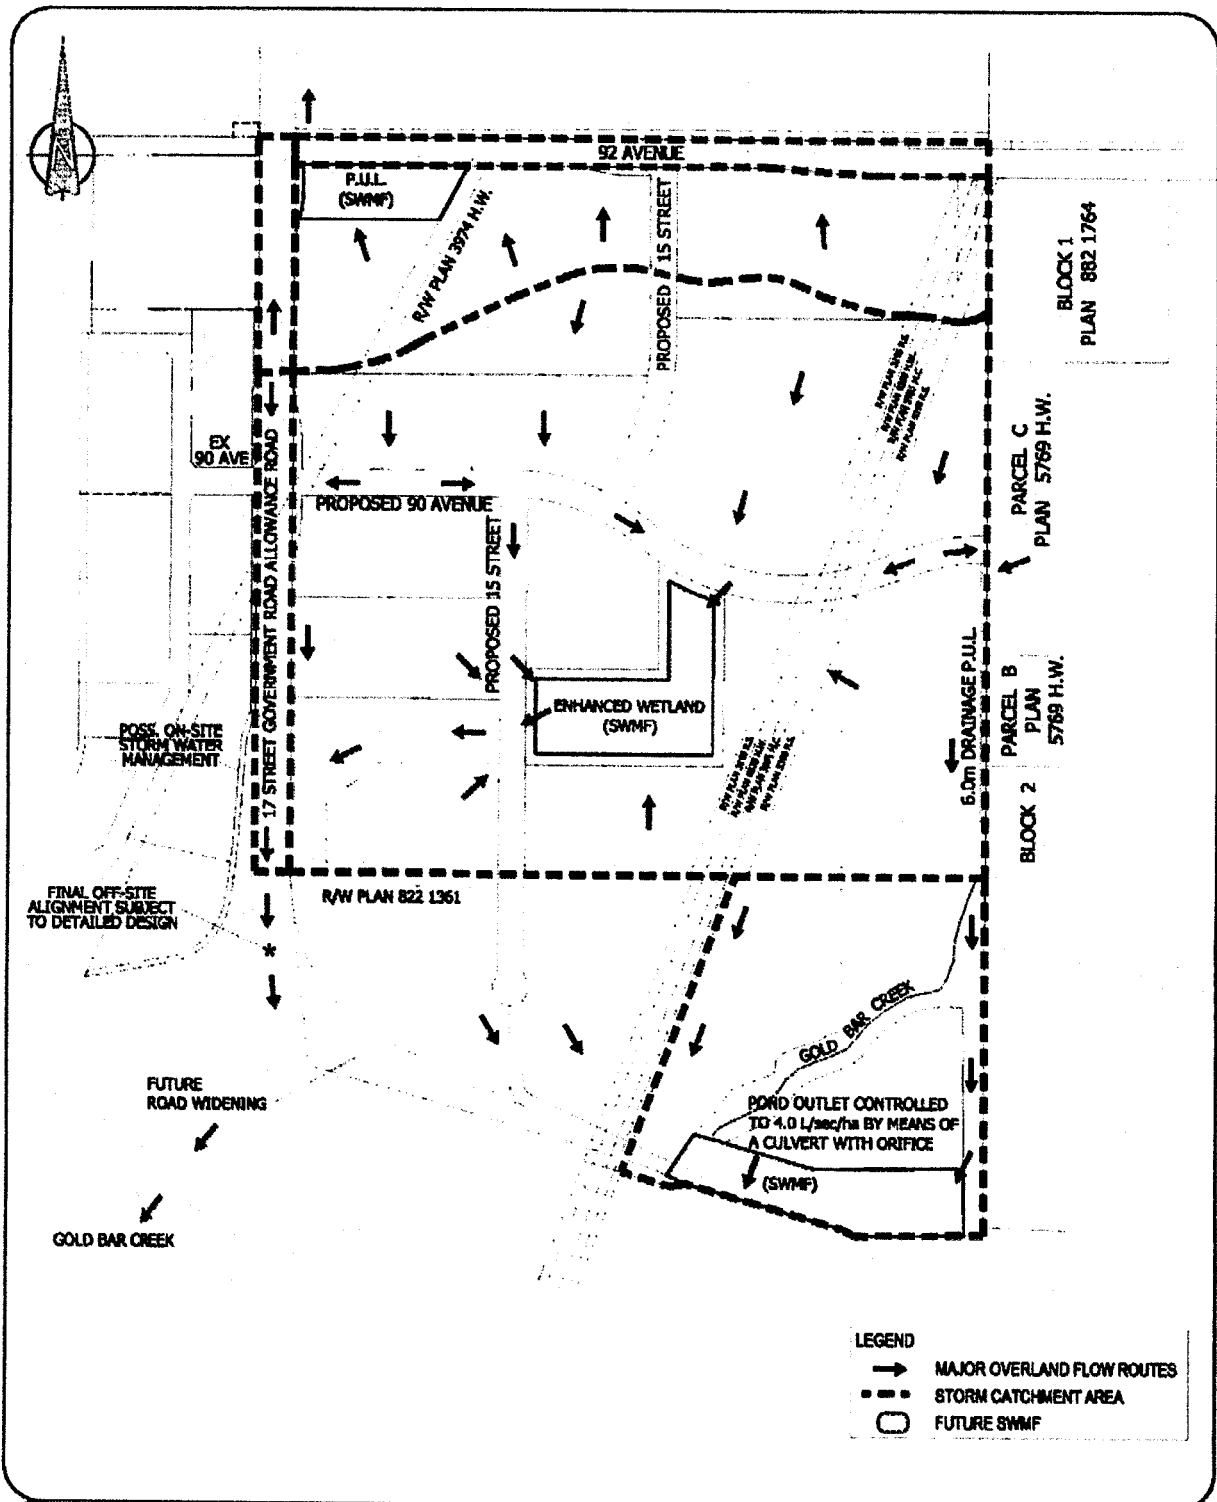 92 AVENUE
P.U.L.
(SWMF)
R/W PLAN 3974 H.W.
PROPOSED 15 STREET
BLOCK 1
PLAN 882 1764
EX
90 AVE
17 STREET GOVERNMENT ROAD ALLOWANCE ROAD
PROPOSED 90 AVENUE
PROPOSED 15 STREET
PARCEL C
PLAN 5769 H.W.
ENHANCED WETLAND
(SWMF)
6.0m DRAINAGE P.U.L.
PARCEL B
PLAN
5769 H.W.
BLOCK 2
POSS. ON-SITE
STORM WATER
MANAGEMENT
R/W PLAN 822 1361
FINAL OFF-SITE
ALIGNMENT SUBJECT
TO DETAILED DESIGN
*
GOLD BAR CREEK
FUTURE
ROAD WIDENING
POND OUTLET CONTROLLED
TO 4.0 L/sec/ha BY MEANS OF
A CULVERT WITH ORIFICE
(SWMF)
GOLD BAR CREEK
LEGEND
MAJOR OVERLAND FLOW ROUTES
STORM CATCHMENT AREA
FUTURE SWMF